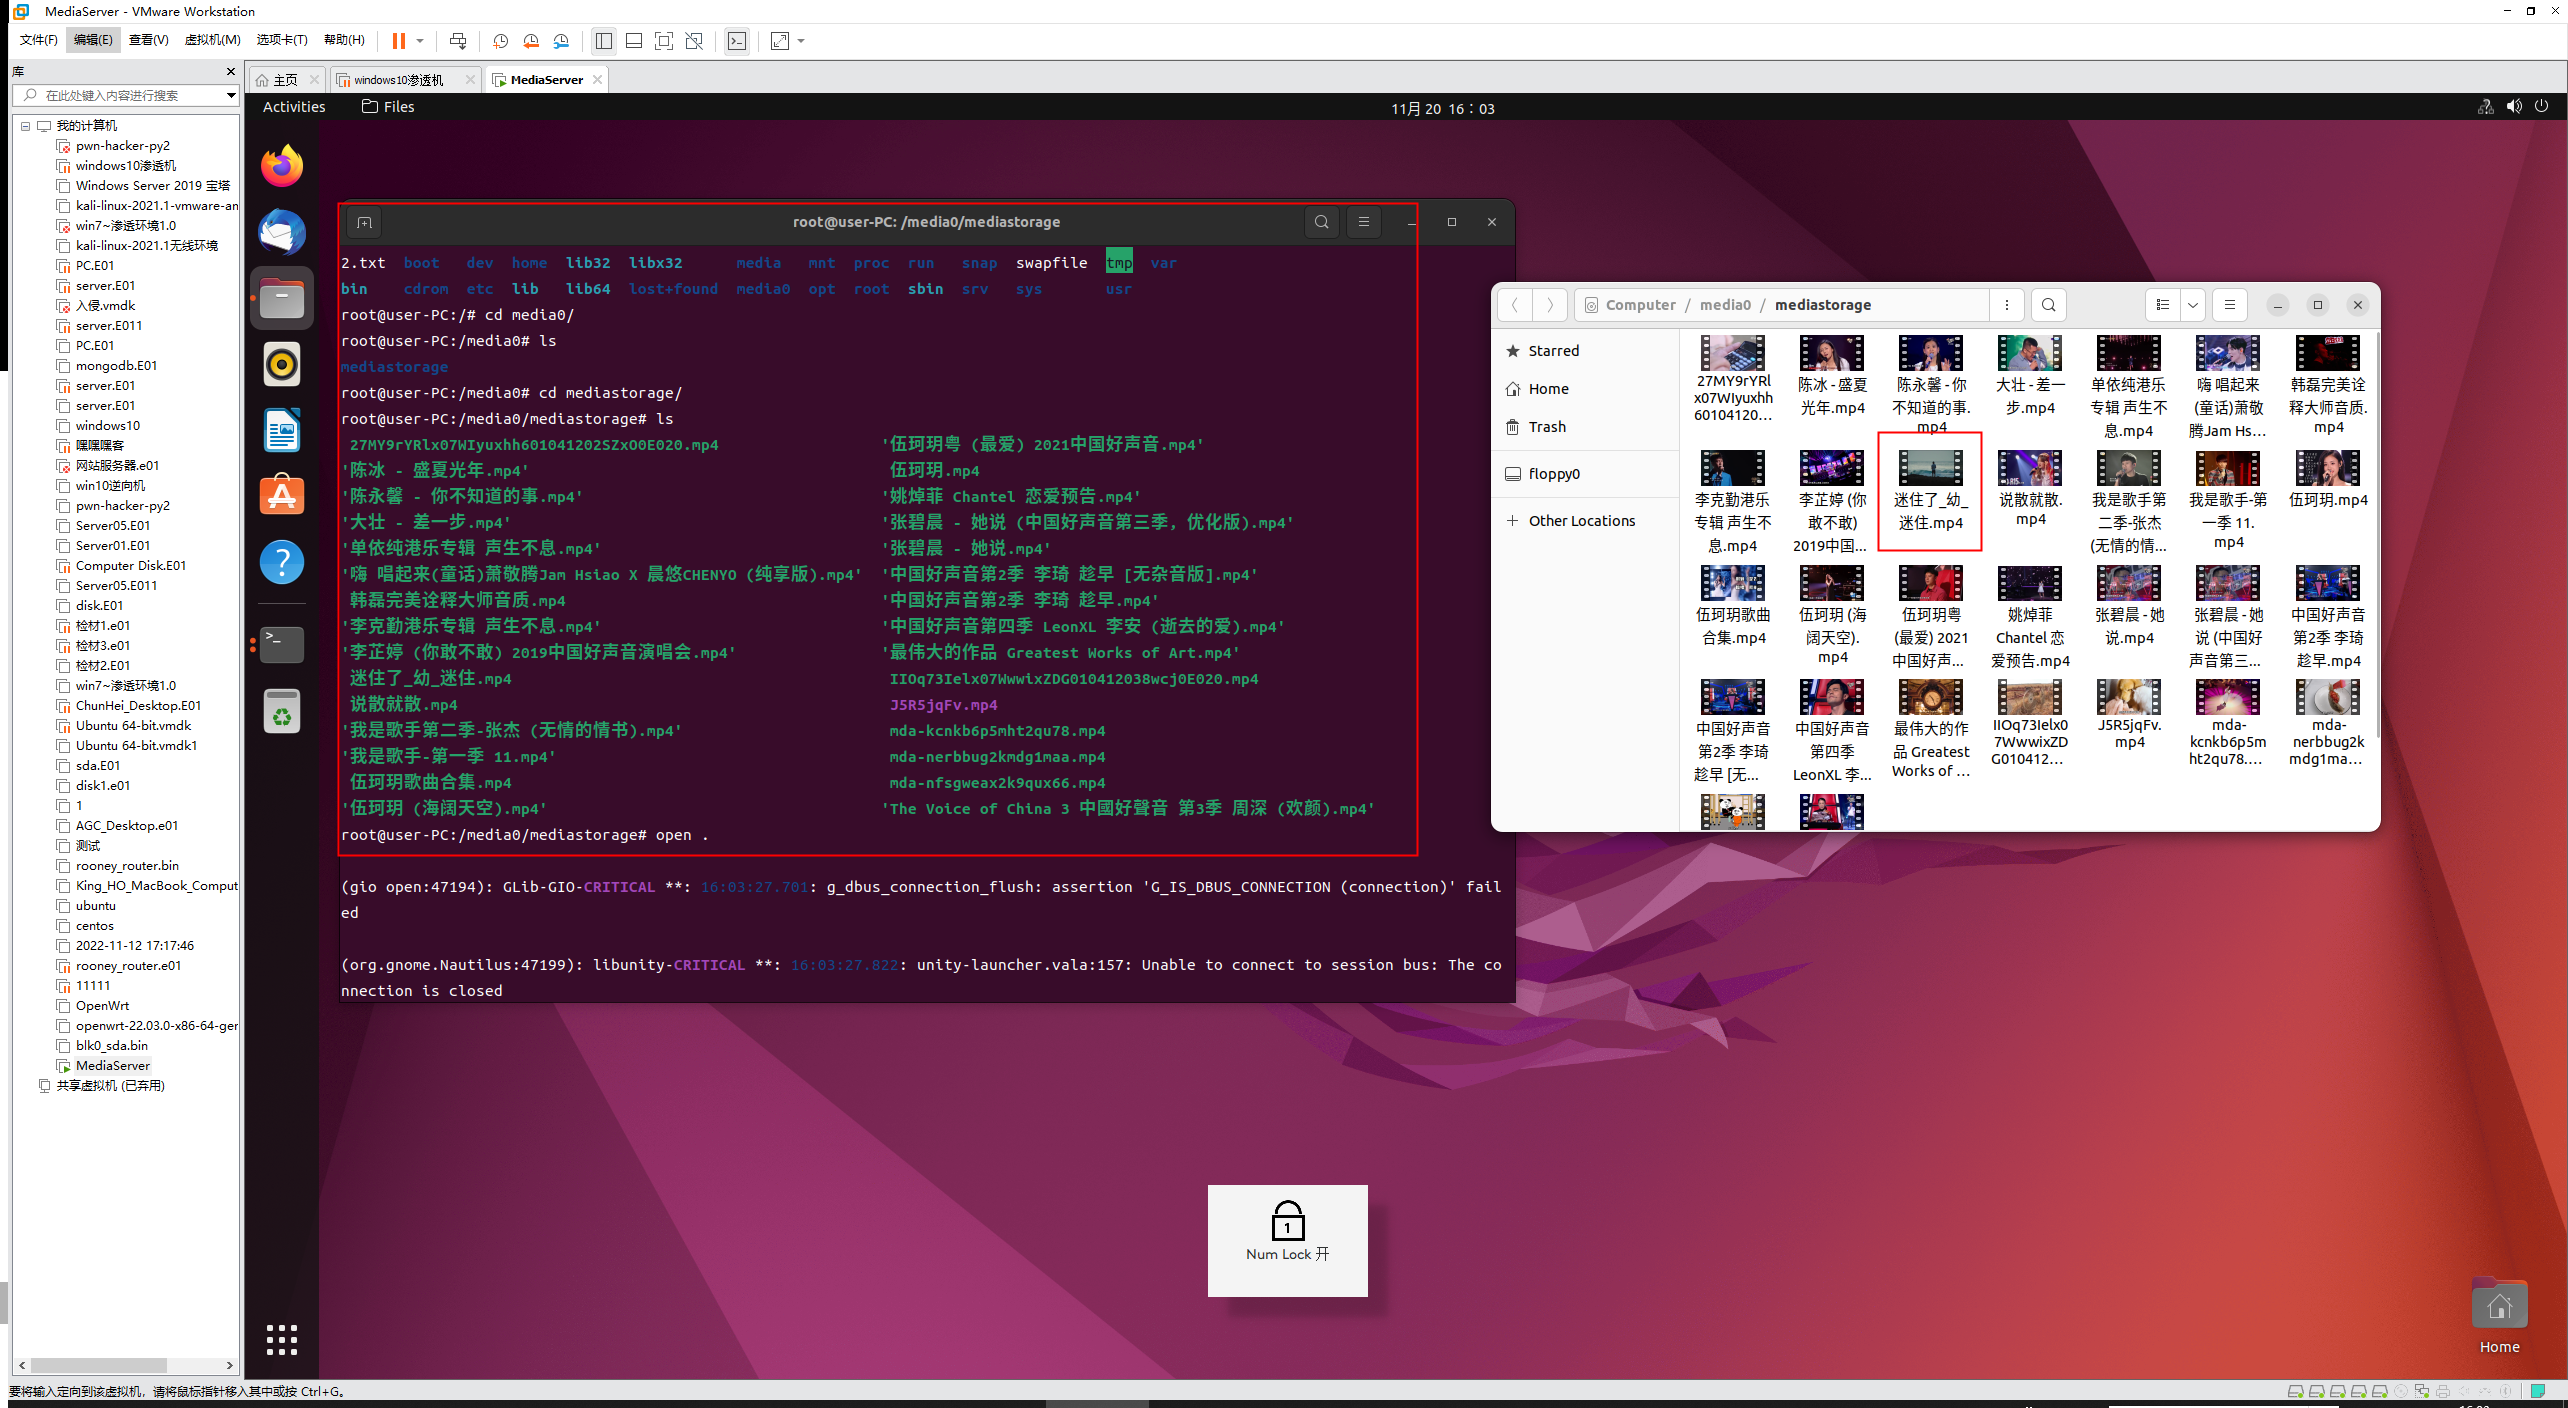 MediaServer - VMware Workstation
文件(F) 编辑(E) 查看(V) 虚拟机(M) 选项卡(T) 帮助(H)
库
在此处键入内容进行搜索
我的计算机
pwn-hacker-py2
windows10渗透机
Windows Server 2019 宝塔
kali-linux-2021.1-vmware-an
win7~渗透环境1.0
kali-linux-2021.1无线环境
PC.E01
server.E01
入侵.vmdk
server.E011
PC.E01
mongodb.E01
server.E01
server.E01
windows10
嘿嘿嘿客
网站服务器.e01
win10逆向机
pwn-hacker-py2
Server05.E01
Server01.E01
Computer Disk.E01
Server05.E011
disk.E01
检材1.e01
检材3.e01
检材2.E01
win7~渗透环境1.0
ChunHei_Desktop.E01
Ubuntu 64-bit.vmdk
Ubuntu 64-bit.vmdk1
sda.E01
disk1.e01
1
AGC_Desktop.e01
测试
rooney_router.bin
King_HO_MacBook_Comput
ubuntu
centos
2022-11-12 17:17:46
rooney_router.e01
11111
OpenWrt
openwrt-22.03.0-x86-64-ger
blk0_sda.bin
MediaServer
共享虚拟机 (已弃用)
主页 windows10渗透机 MediaServer
Activities Files 11月 20 16：03
root@user-PC: /media0/mediastorage
2.txt boot dev home lib32 libx32 media mnt proc run snap swapfile tmp var
bin cdrom etc lib lib64 lost+found media0 opt root sbin srv sys usr
root@user-PC:/# cd media0/
root@user-PC:/media0# ls
mediastorage
root@user-PC:/media0# cd mediastorage/
root@user-PC:/media0/mediastorage# ls
27MY9rYRlx07WIyuxhh601041202SZxO0E020.mp4 '伍珂玥粤 (最爱) 2021中国好声音.mp4'
'陈冰 - 盛夏光年.mp4' 伍珂玥.mp4
'陈永馨 - 你不知道的事.mp4' '姚焯菲 Chantel 恋爱预告.mp4'
'大壮 - 差一步.mp4' '张碧晨 - 她说 (中国好声音第三季，优化版).mp4'
'单依纯港乐专辑 声生不息.mp4' '张碧晨 - 她说.mp4'
'嗨 唱起来(童话)萧敬腾Jam Hsiao X 晨悠CHENYO (纯享版).mp4' '中国好声音第2季 李琦 趁早 [无杂音版].mp4'
韩磊完美诠释大师音质.mp4 '中国好声音第2季 李琦 趁早.mp4'
'李克勤港乐专辑 声生不息.mp4' '中国好声音第四季 LeonXL 李安 (逝去的爱).mp4'
'李芷婷 (你敢不敢) 2019中国好声音演唱会.mp4' '最伟大的作品 Greatest Works of Art.mp4'
迷住了_幼_迷住.mp4 IIOq73Ielx07WwwixZDG010412038wcj0E020.mp4
说散就散.mp4 J5R5jqFv.mp4
'我是歌手第二季-张杰 (无情的情书).mp4' mda-kcnkb6p5mht2qu78.mp4
'我是歌手-第一季 11.mp4' mda-nerbbug2kmdg1maa.mp4
伍珂玥歌曲合集.mp4 mda-nfsgweax2k9qux66.mp4
'伍珂玥 (海阔天空).mp4' 'The Voice of China 3 中國好聲音 第3季 周深 (欢颜).mp4'
root@user-PC:/media0/mediastorage# open .
(gio open:47194): GLib-GIO-CRITICAL **: 16:03:27.701: g_dbus_connection_flush: assertion 'G_IS_DBUS_CONNECTION (connection)' fail
ed
(org.gnome.Nautilus:47199): libunity-CRITICAL **: 16:03:27.822: unity-launcher.vala:157: Unable to connect to session bus: The co
nnection is closed
Computer / media0 / mediastorage
Starred
Home
Trash
floppy0
Other Locations
27MY9rYRl 陈冰 - 盛夏 陈永馨 - 你 大壮 - 差一 单依纯港乐 嗨 唱起来 韩磊完美诠
x07WIyuxhh 光年.mp4 不知道的事. 步.mp4 专辑 声生不 (童话)萧敬 释大师音质.
60104120… mp4 息.mp4 腾Jam Hs… mp4
李克勤港乐 李芷婷 (你 迷住了_幼_ 说散就散. 我是歌手第 我是歌手-第 伍珂玥.mp4
专辑 声生不 敢不敢) 迷住.mp4 mp4 二季-张杰 一季 11.
息.mp4 2019中国… (无情的情… mp4
伍珂玥歌曲 伍珂玥 (海 伍珂玥粤 姚焯菲 张碧晨 - 她 张碧晨 - 她 中国好声音
合集.mp4 阔天空). (最爱) 2021 Chantel 恋 说.mp4 说 (中国好 第2季 李琦
mp4 中国好声… 爱预告.mp4 声音第三… 趁早.mp4
中国好声音 中国好声音 最伟大的作 IIOq73Ielx0 J5R5jqFv. mda- mda-
第2季 李琦 第四季 品 Greatest 7WwwixZD mp4 kcnkb6p5m nerbbug2k
趁早 [无… LeonXL 李… Works of … G010412… ht2qu78.… mdg1ma…
1
Num Lock 开
Home
要将输入定向到该虚拟机，请将鼠标指针移入其中或按 Ctrl+G。